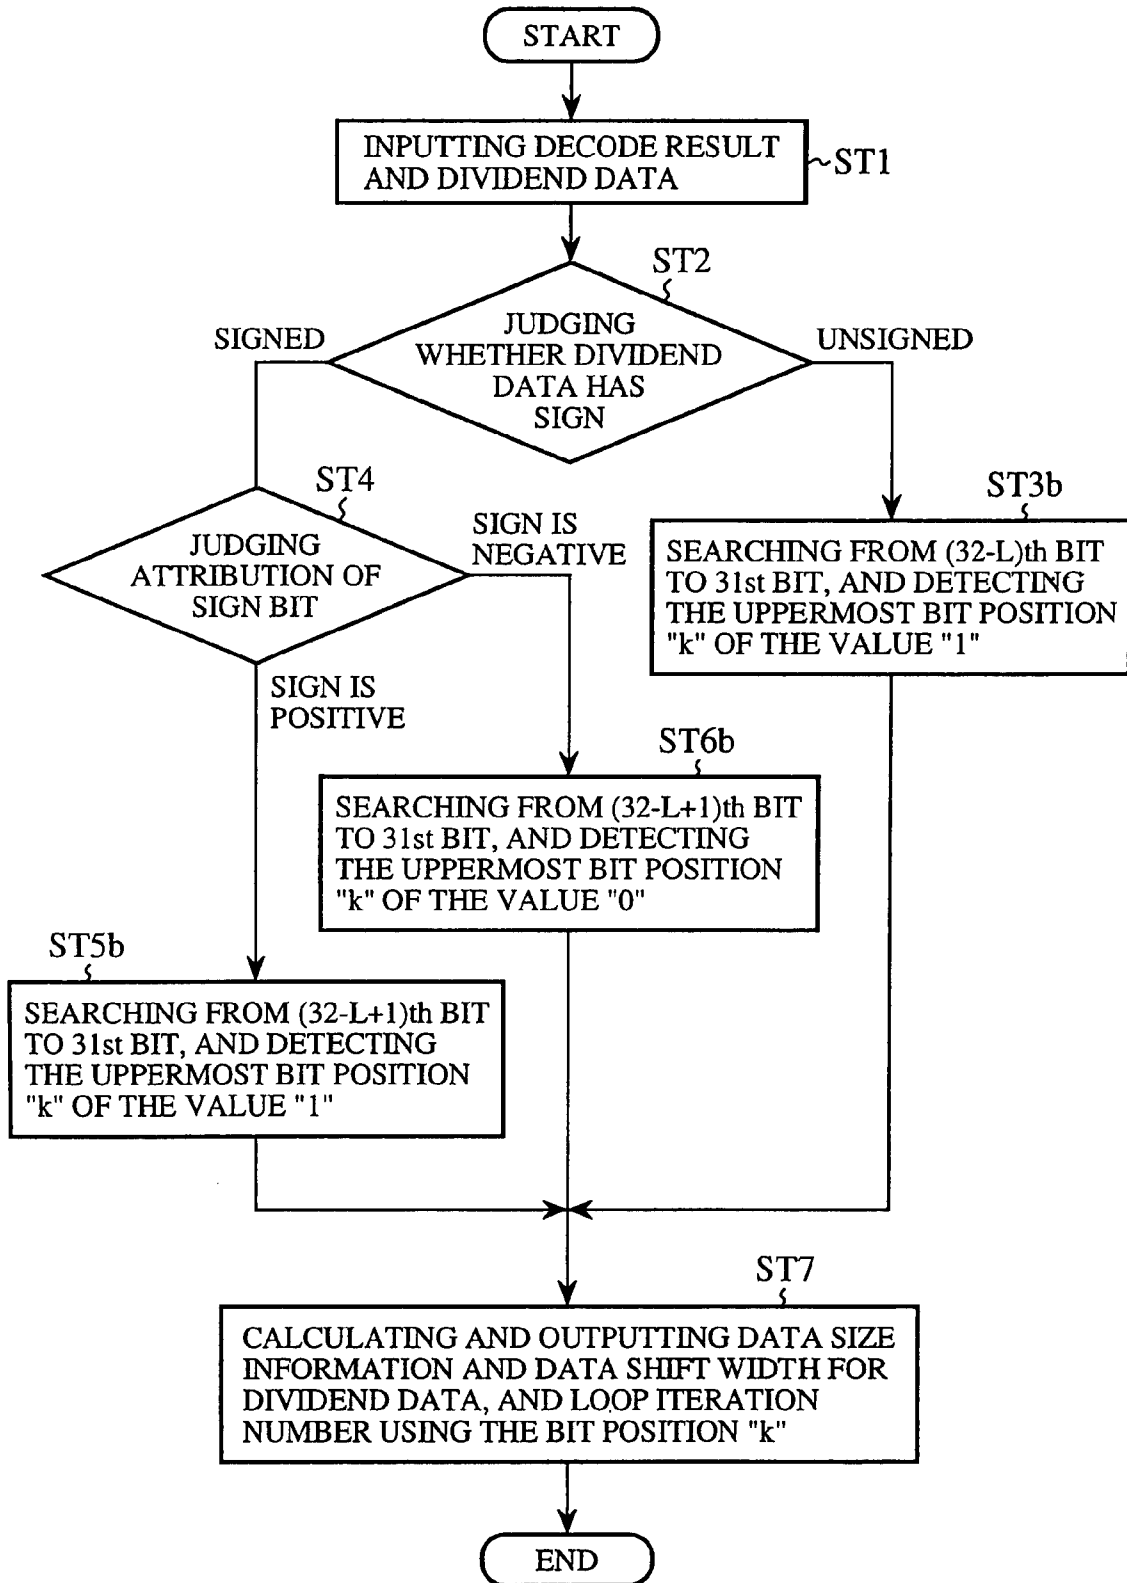 START
INPUTTING DECODE RESULT
AND DIVIDEND DATA
ST1
ST2
JUDGING
WHETHER DIVIDEND
DATA HAS
SIGN
SIGNED
UNSIGNED
ST4
JUDGING
ATTRIBUTION OF
SIGN BIT
SIGN IS
NEGATIVE
SIGN IS
POSITIVE
ST3b
SEARCHING FROM (32-L)th BIT
TO 31st BIT, AND DETECTING
THE UPPERMOST BIT POSITION
"k" OF THE VALUE "1"
ST6b
SEARCHING FROM (32-L+1)th BIT
TO 31st BIT, AND DETECTING
THE UPPERMOST BIT POSITION
"k" OF THE VALUE "0"
ST5b
SEARCHING FROM (32-L+1)th BIT
TO 31st BIT, AND DETECTING
THE UPPERMOST BIT POSITION
"k" OF THE VALUE "1"
ST7
CALCULATING AND OUTPUTTING DATA SIZE
INFORMATION AND DATA SHIFT WIDTH FOR
DIVIDEND DATA, AND LOOP ITERATION
NUMBER USING THE BIT POSITION "k"
END